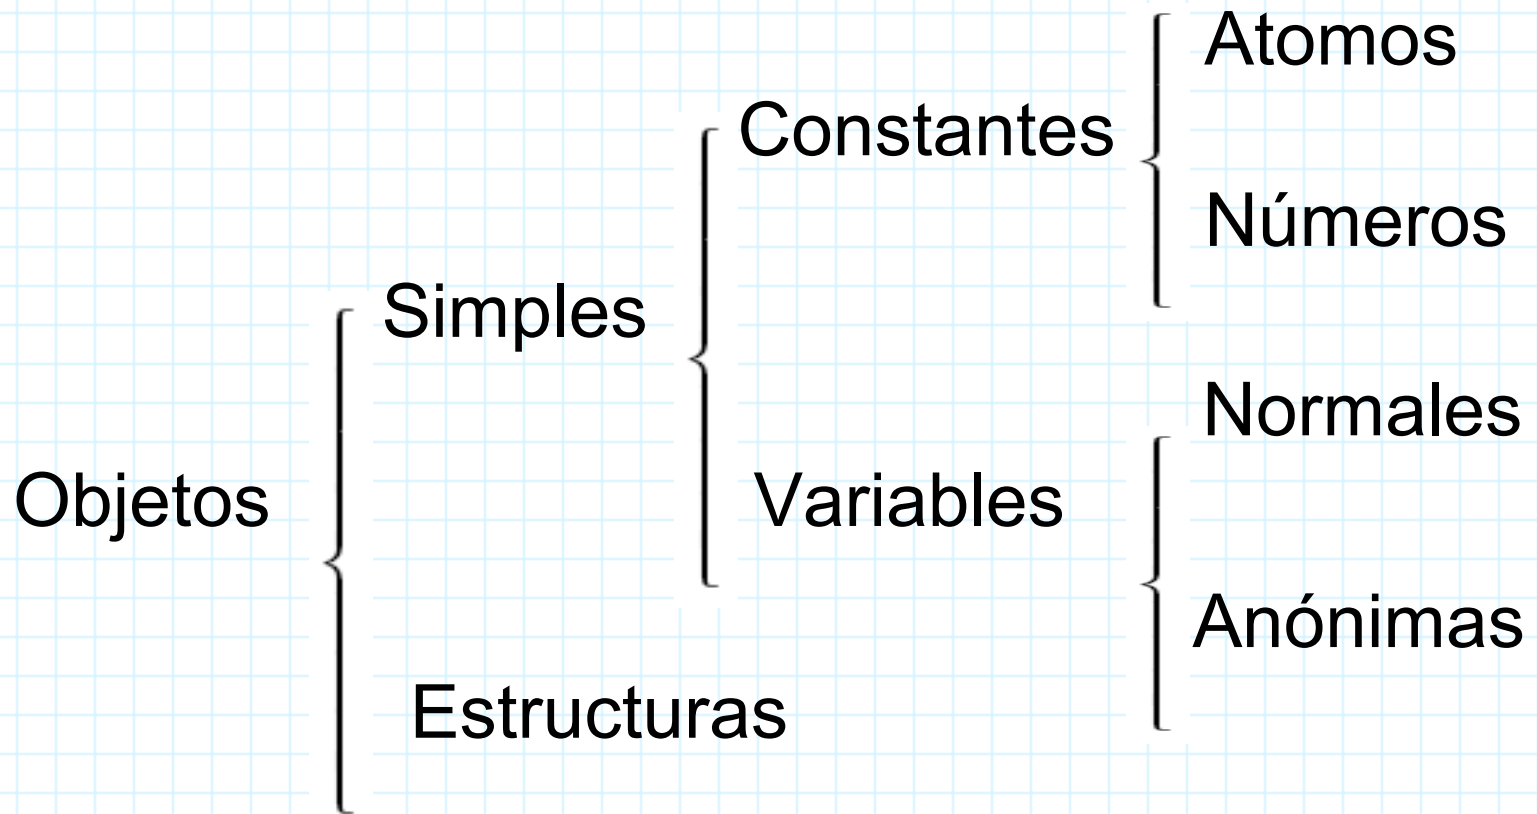 Atomos
Constantes
Números
Simples
Normales
Objetos
Variables
Anónimas
Estructuras